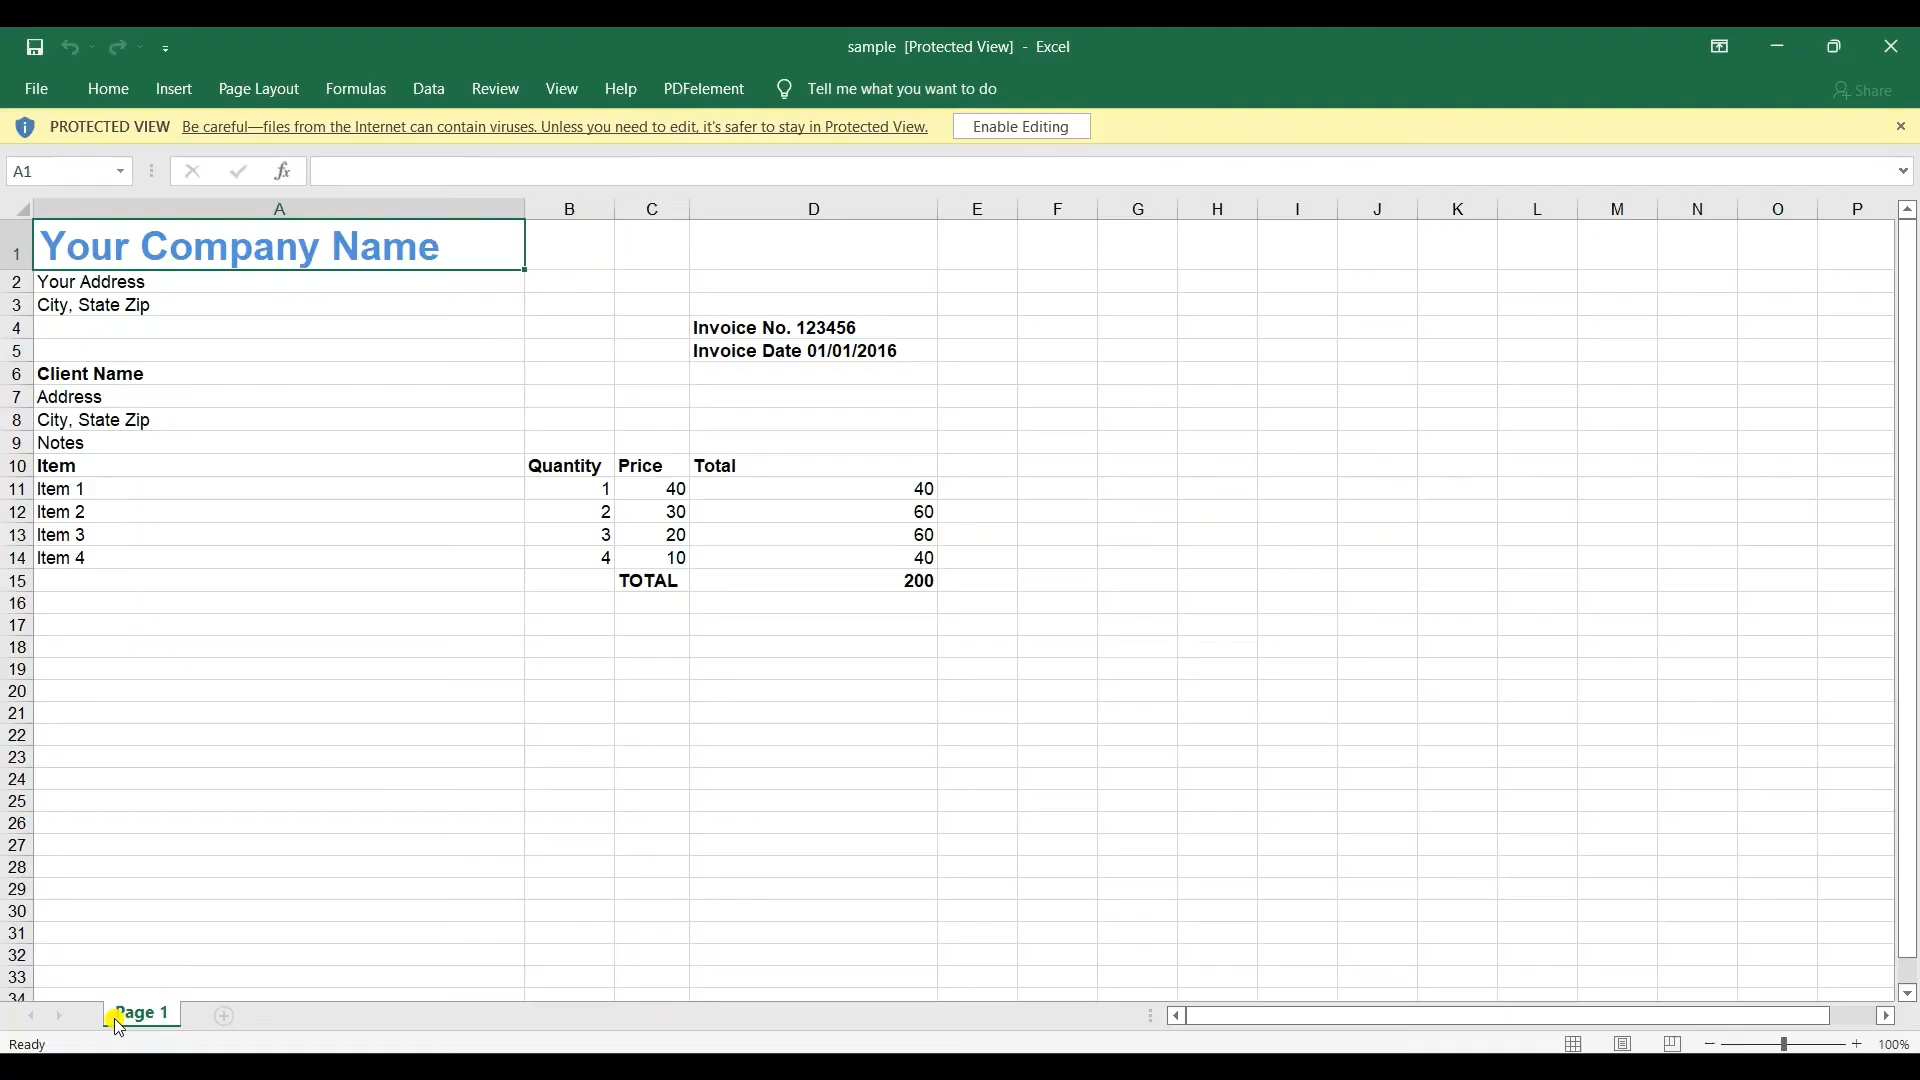 sample [Protected View] - Excel
File Home Insert Page Layout Formulas Data Review View Help PDFelement Tell me what you want to do Share
PROTECTED VIEW Be careful—files from the Internet can contain viruses. Unless you need to edit, it's safer to stay in Protected View. Enable Editing
A1 fx
A B C D E F G H I J K L M N O P
1 Your Company Name
2 Your Address
3 City, State Zip
4 Invoice No. 123456
5 Invoice Date 01/01/2016
6 Client Name
7 Address
8 City, State Zip
9 Notes
10 Item Quantity Price Total
11 Item 1 1 40 40
12 Item 2 2 30 60
13 Item 3 3 20 60
14 Item 4 4 10 40
15 TOTAL 200
16
17
18
19
20
21
22
23
24
25
26
27
28
29
30
31
32
33
34
Page 1
Ready 100%